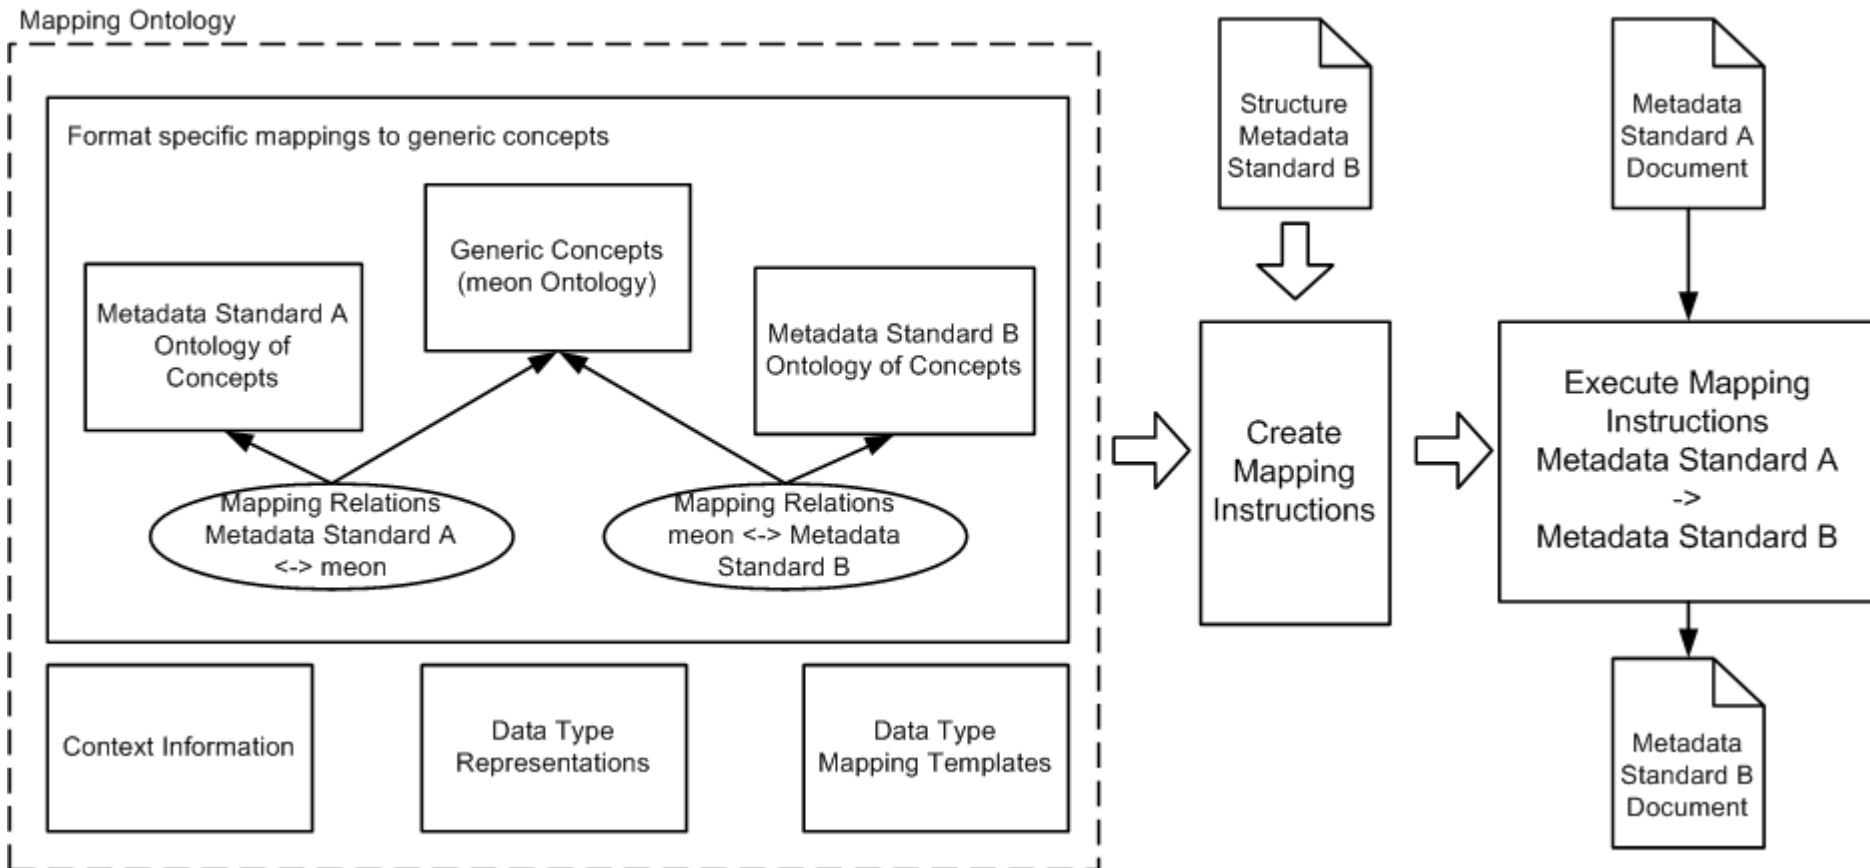 Mapping Ontology
Format specific mappings to generic concepts
Metadata Standard A
Ontology of
Concepts
Generic Concepts
(meon Ontology)
Metadata Standard B
Ontology of Concepts
Mapping Relations
Metadata Standard A
<-> meon
Mapping Relations
meon <-> Metadata
Standard B
Context Information
Data Type
Representations
Data Type
Mapping Templates
Structure
Metadata
Standard B
Create
Mapping
Instructions
Metadata
Standard A
Document
Execute Mapping
Instructions
Metadata Standard A
->
Metadata Standard B
Metadata
Standard B
Document